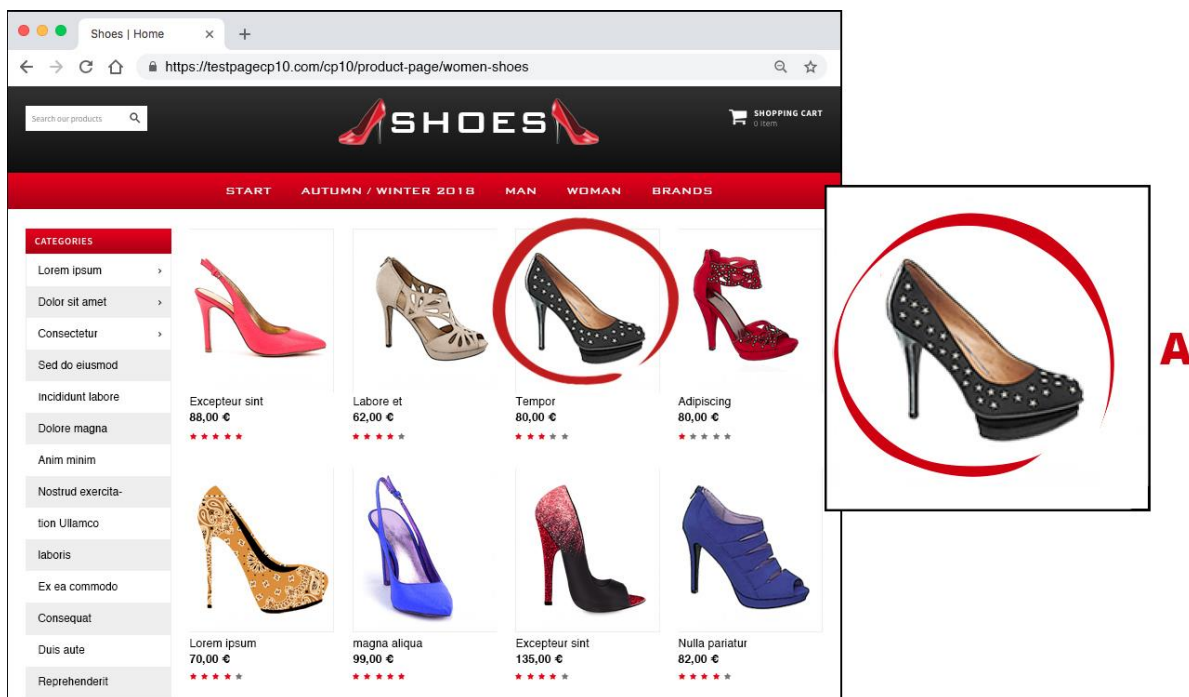 Shoes | Home
https://testpagecp10.com/cp10/product-page/women-shoes
Search our products
SHOES
SHOPPING CART
0 Item
START AUTUMN / WINTER 2018 MAN WOMAN BRANDS
CATEGORIES
Lorem ipsum
Dolor sit amet
Consectetur
Sed do eiusmod
incididunt labore
Dolore magna
Anim minim
Nostrud exercita-
tion Ullamco
laboris
Ex ea commodo
Consequat
Duis aute
Reprehenderit
Excepteur sint
88,00 €
Labore et
62,00 €
Tempor
80,00 €
Adipiscing
80,00 €
Lorem ipsum
70,00 €
magna aliqua
99,00 €
Excepteur sint
135,00 €
Nulla pariatur
82,00 €
A